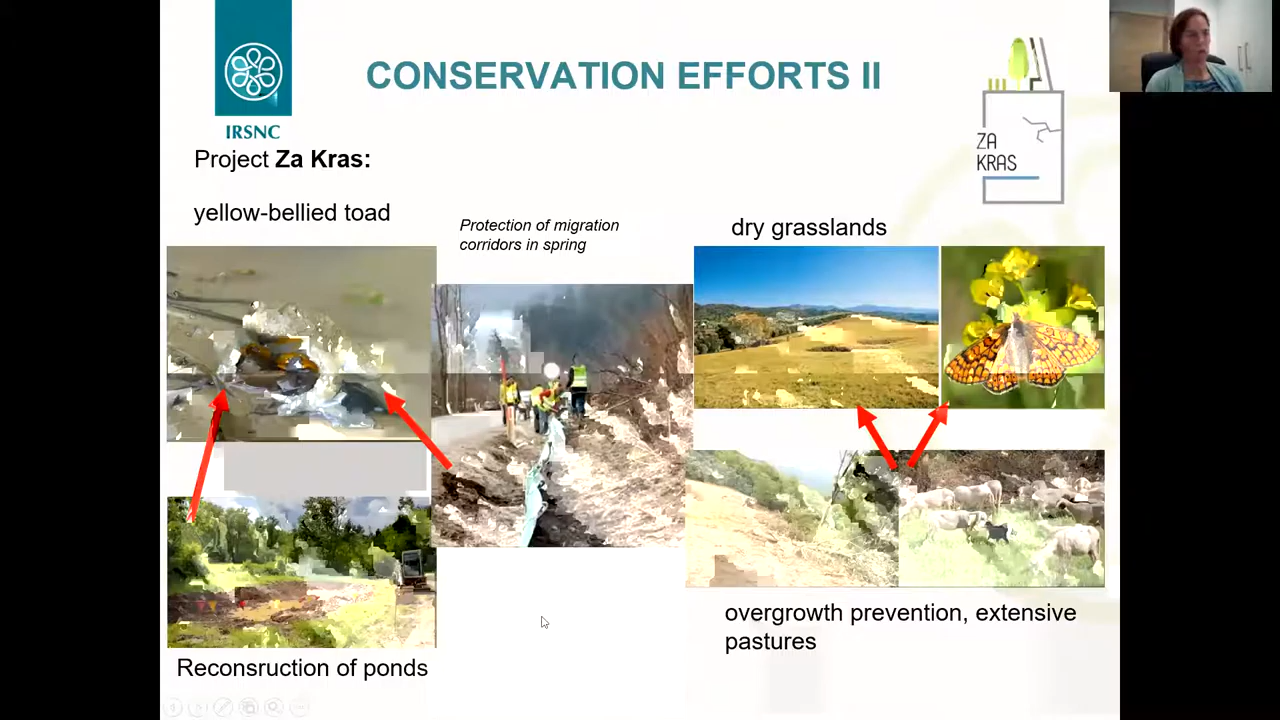 CONSERVATION EFFORTS II
IRSNC
Project Za Kras:
ZA
KRAS
yellow-bellied toad
Protection of migration
corridors in spring
dry grasslands
overgrowth prevention, extensive
pastures
Reconsruction of ponds